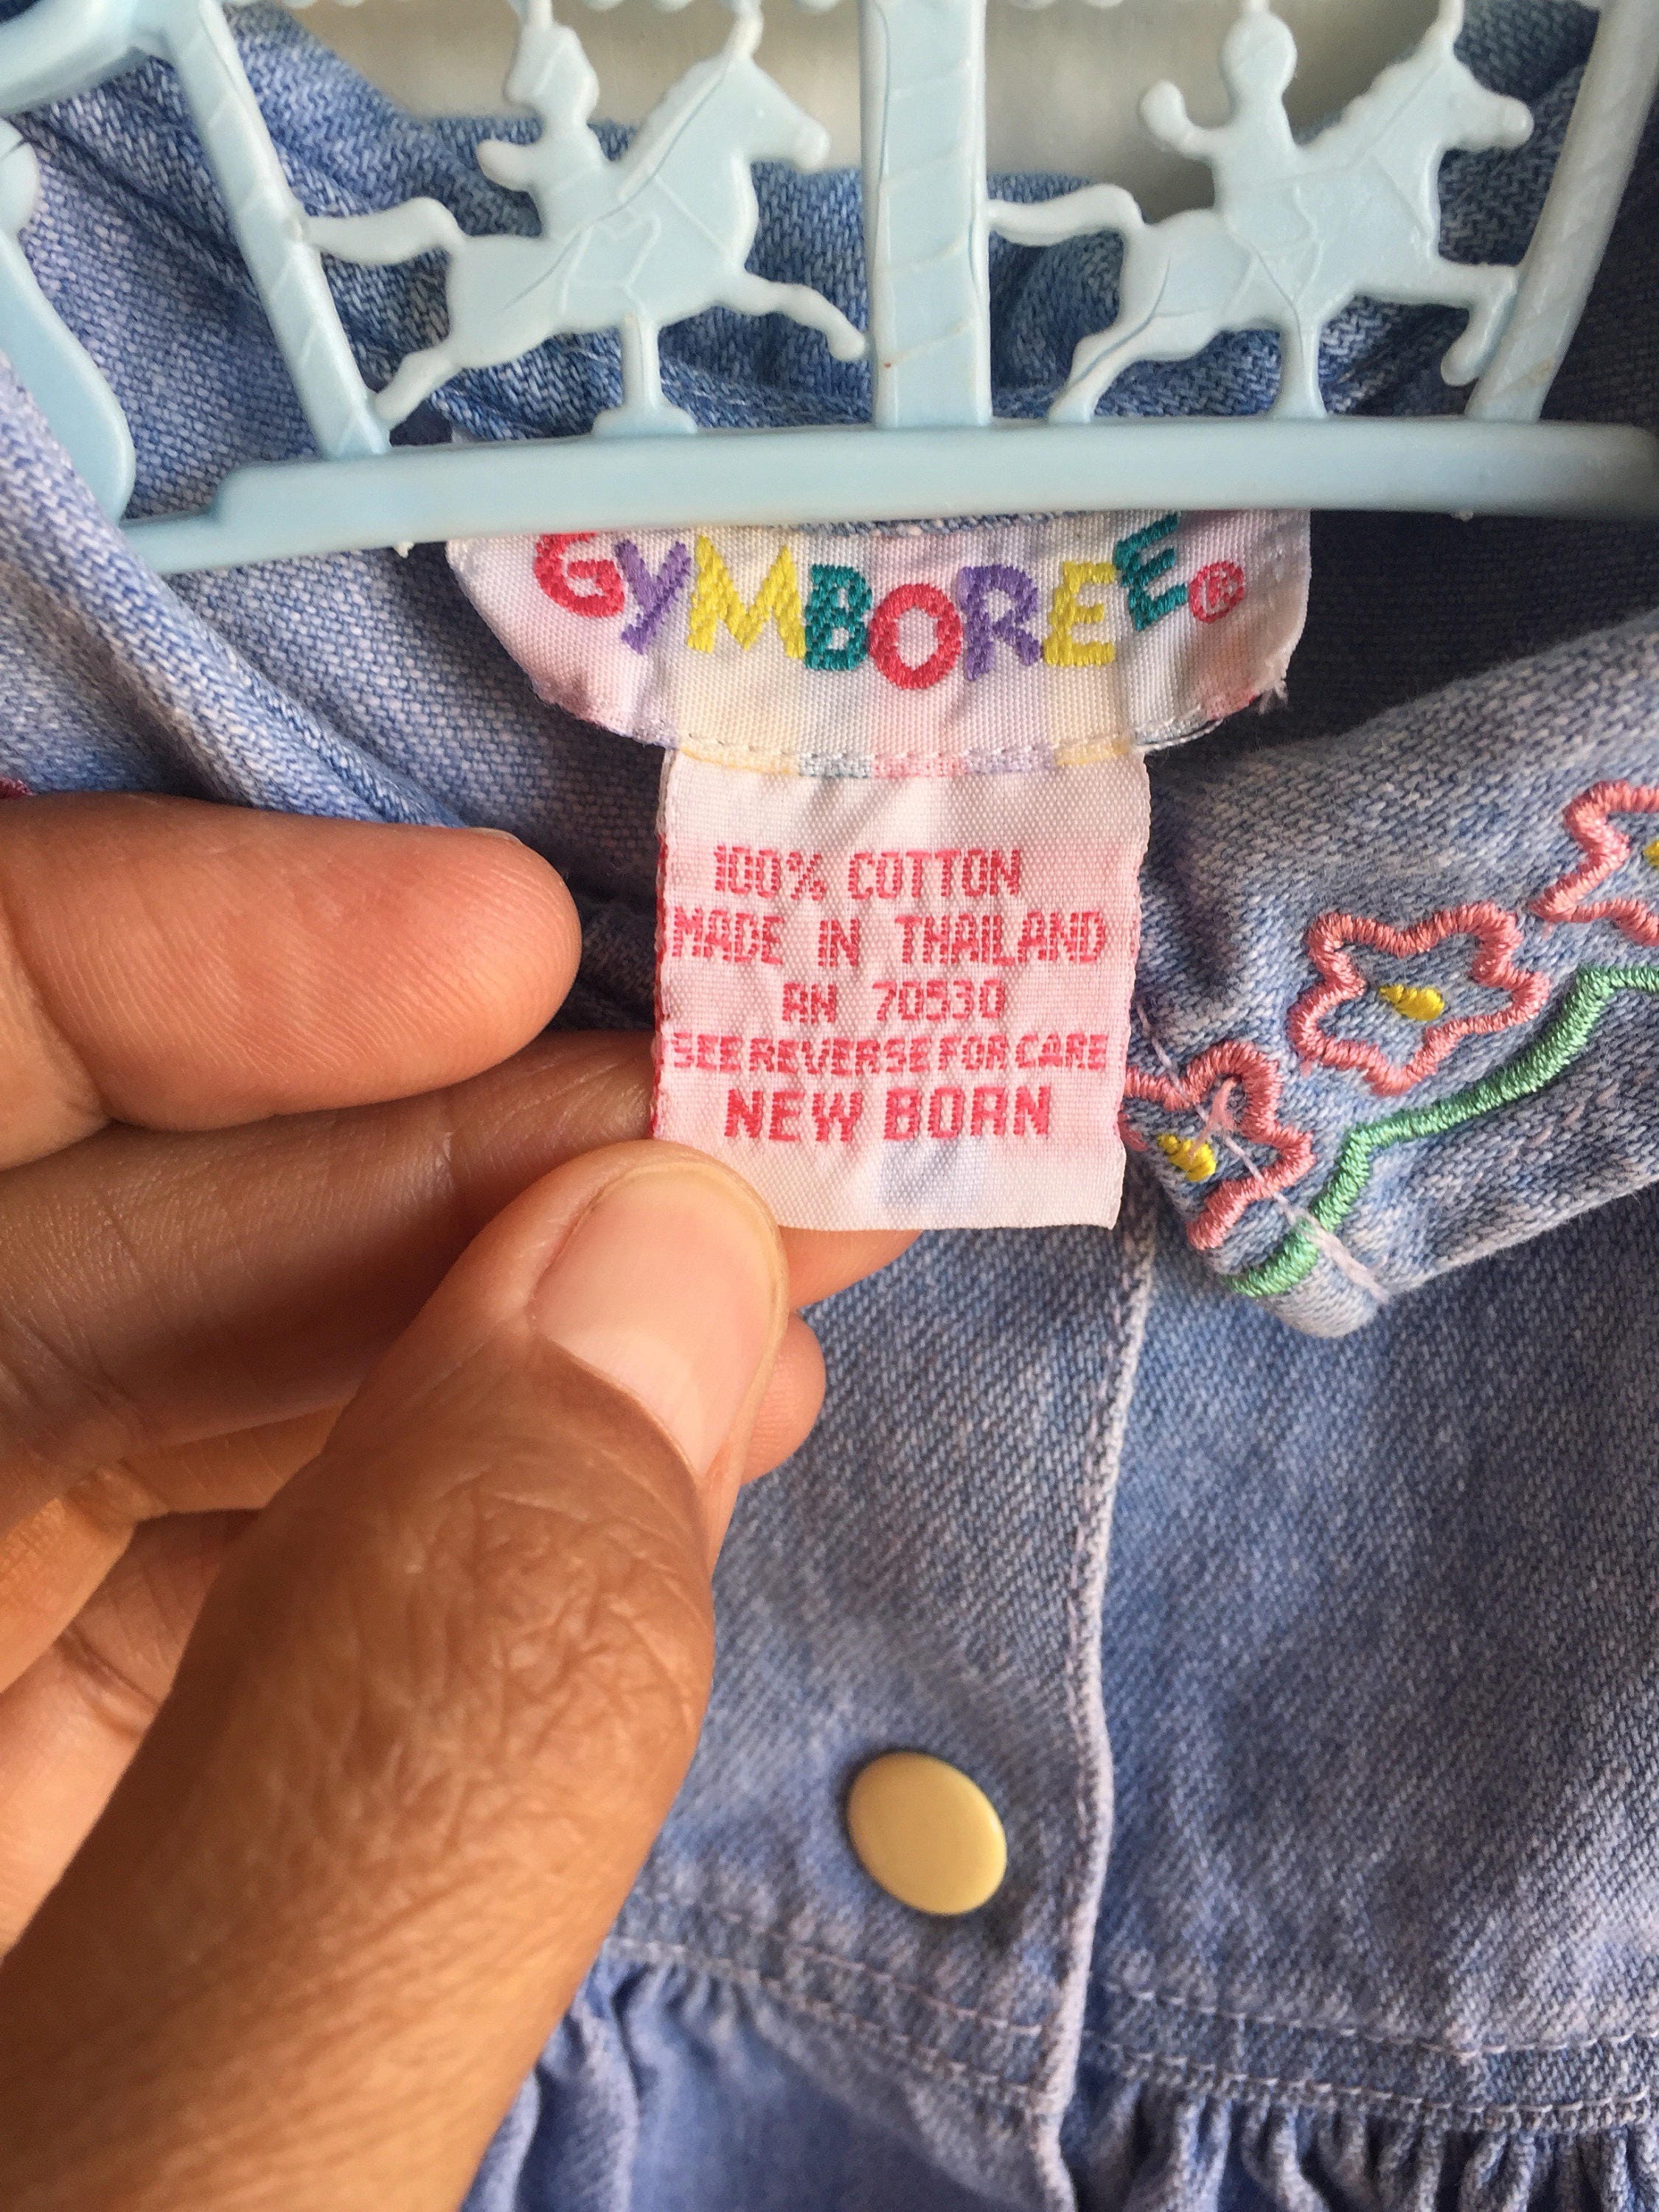 GYMBOREE®
100% COTTON
MADE IN THAILAND
RN 70530
SEE REVERSE FOR CARE
NEW BORN